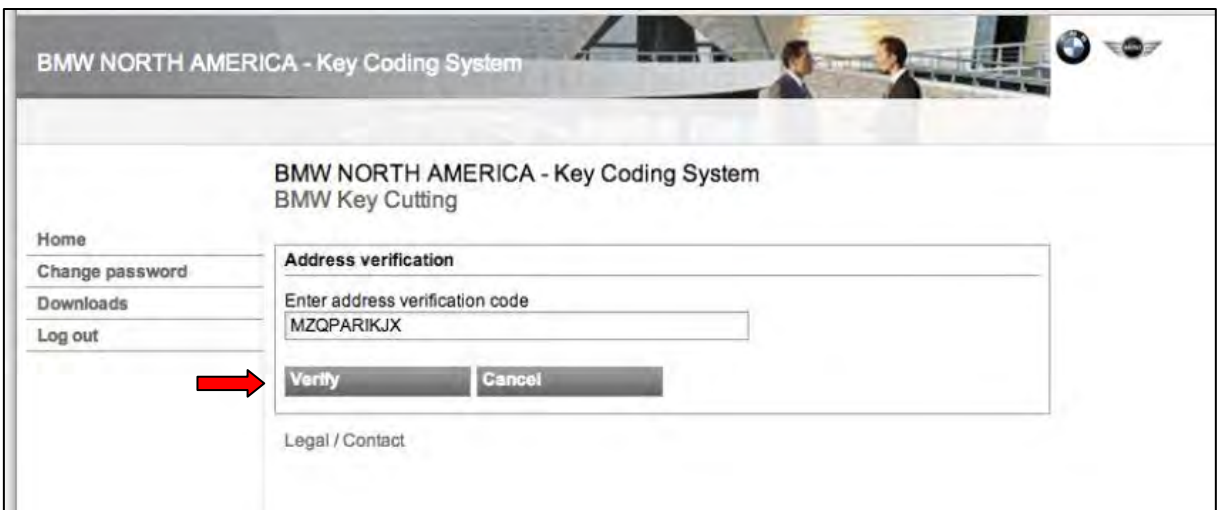 BMW NORTH AMERICA - Key Coding System
BMW NORTH AMERICA - Key Coding System
BMW Key Cutting
Home
Change password
Downloads
Log out
Address verification
Enter address verification code
MZQPARIKJX
Verify Cancel
Legal / Contact